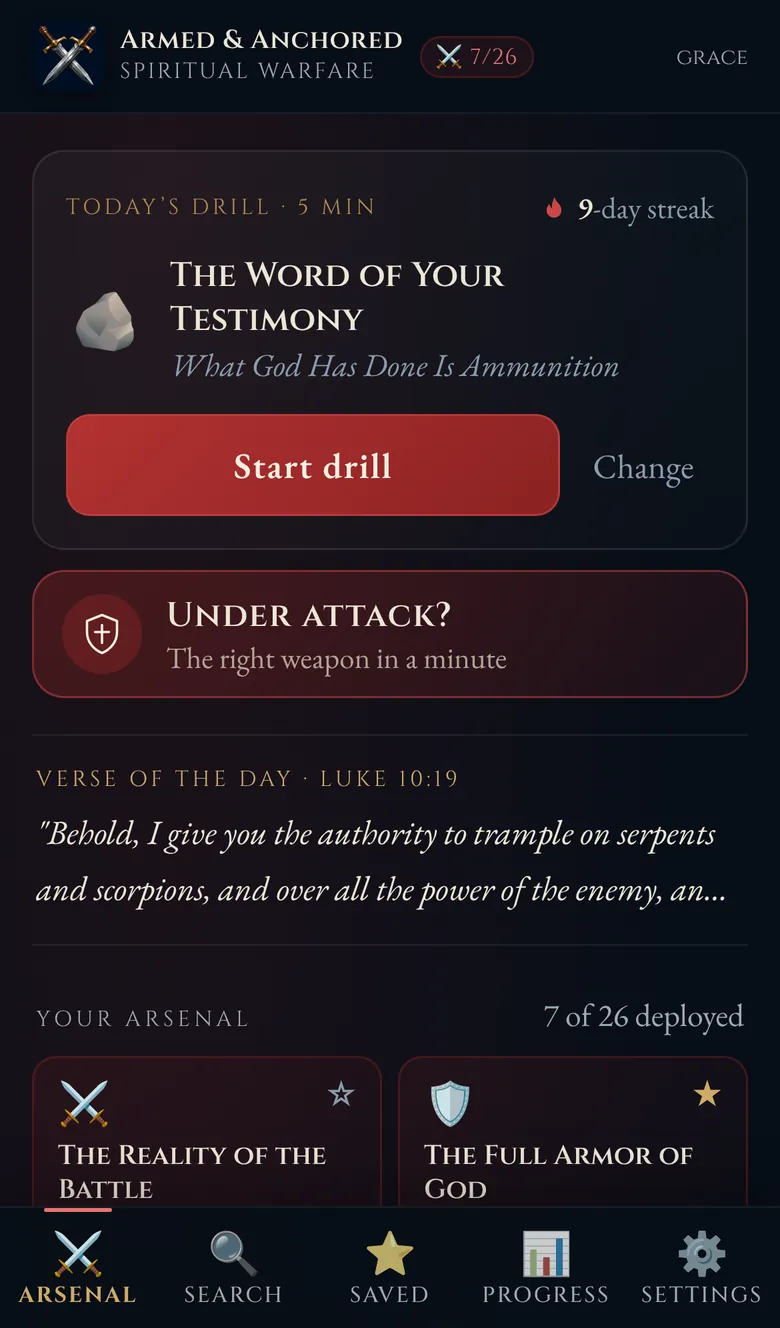 Armed & Anchored
SPIRITUAL WARFARE
7/26
GRACE
TODAY'S DRILL · 5 MIN
9-day streak
The Word of Your
Testimony
What God Has Done Is Ammunition
Start drill
Change
Under attack?
The right weapon in a minute
VERSE OF THE DAY · LUKE 10:19
"Behold, I give you the authority to trample on serpents
and scorpions, and over all the power of the enemy, an...
YOUR ARSENAL
7 of 26 deployed
The Reality of the
Battle
The Full Armor of
God
ARSENAL
SEARCH
SAVED
PROGRESS
SETTINGS